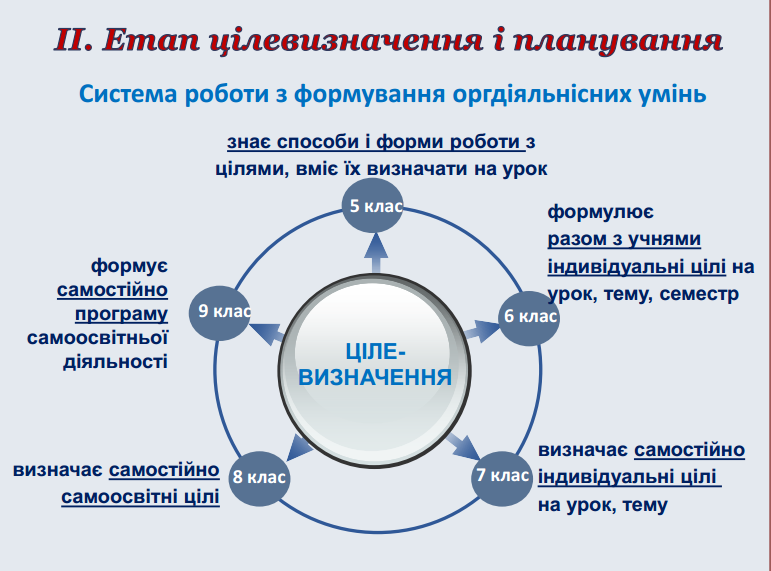 ІІ. Етап цілевизначення і планування
Система роботи з формування оргдіяльнісних умінь
знає способи і форми роботи з
цілями, вміє їх визначати на урок
5 клас
формулює
разом з учнями
індивідуальні цілі на
урок, тему, семестр
6 клас
формує
самостійно
програму
самоосвітньої
діяльності
9 клас
ЦІЛЕ-
ВИЗНАЧЕННЯ
визначає самостійно
індивідуальні цілі
на урок, тему
7 клас
визначає самостійно
самоосвітні цілі
8 клас